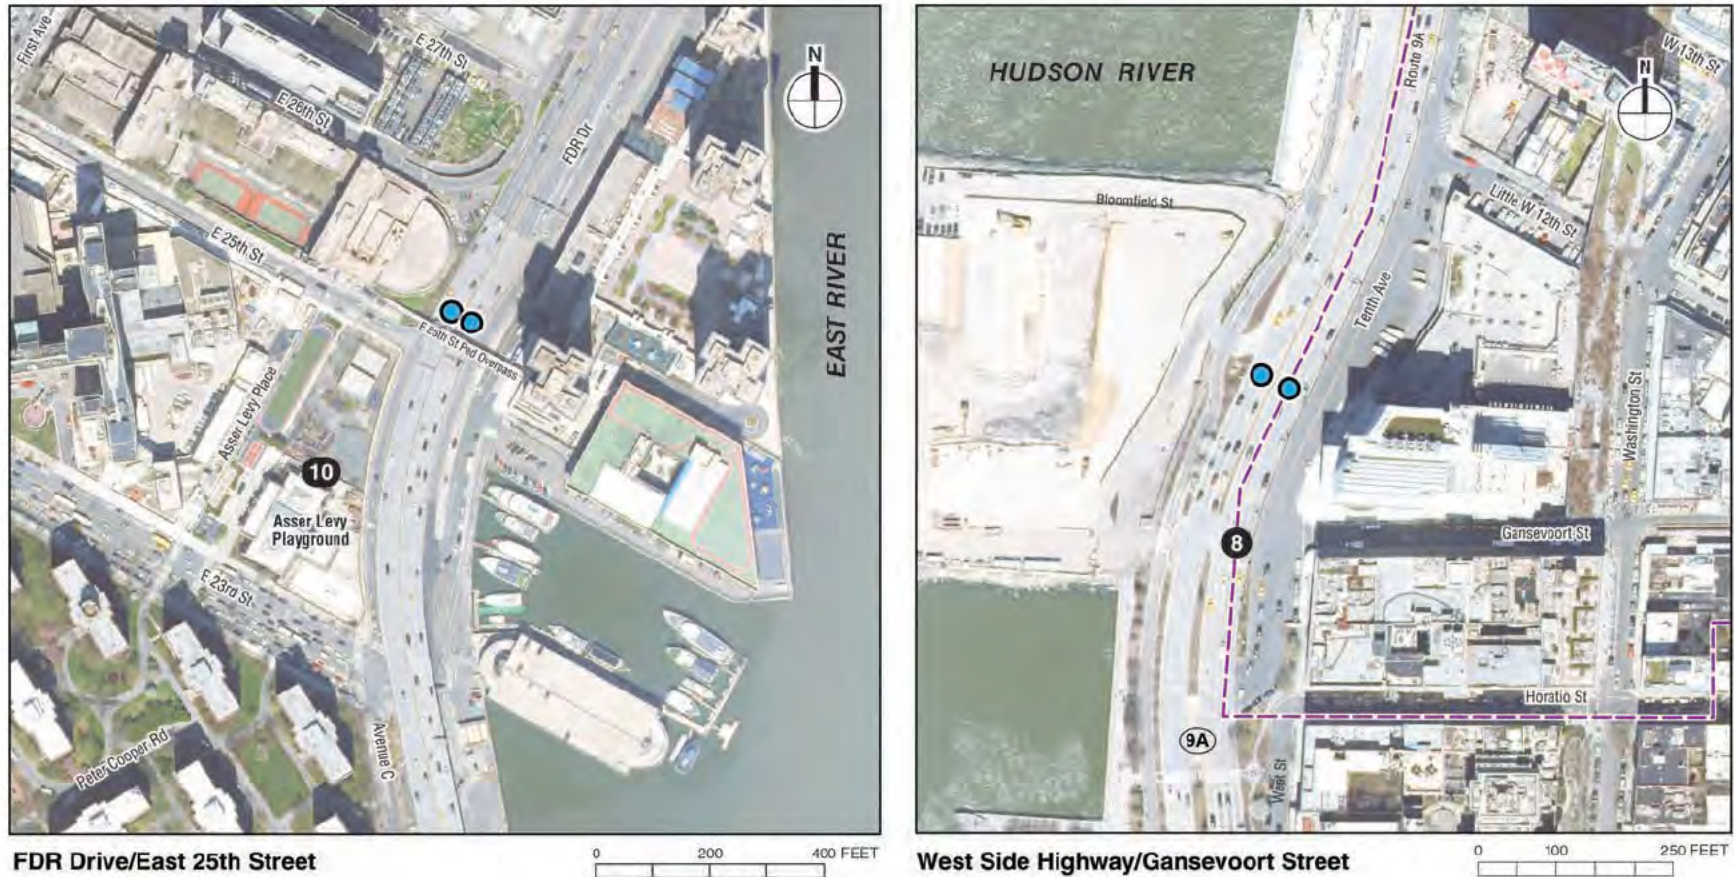 First Ave
E 27th St
E 26th St
N
FDR Dr
E 25th St
E 25th St Ped Overpass
EAST RIVER
Asser Levy Place
10
Asser Levy
Playground
E 23rd St
Peter Cooper Rd
Avenue C
FDR Drive/East 25th Street
0 200 400 FEET
HUDSON RIVER
Route 9A
W 13th St
N
Bloomfield St
Little W 12th St
Tenth Ave
Washington St
Gansevoort St
8
Horatio St
9A
West St
West Side Highway/Gansevoort Street
0 100 250 FEET